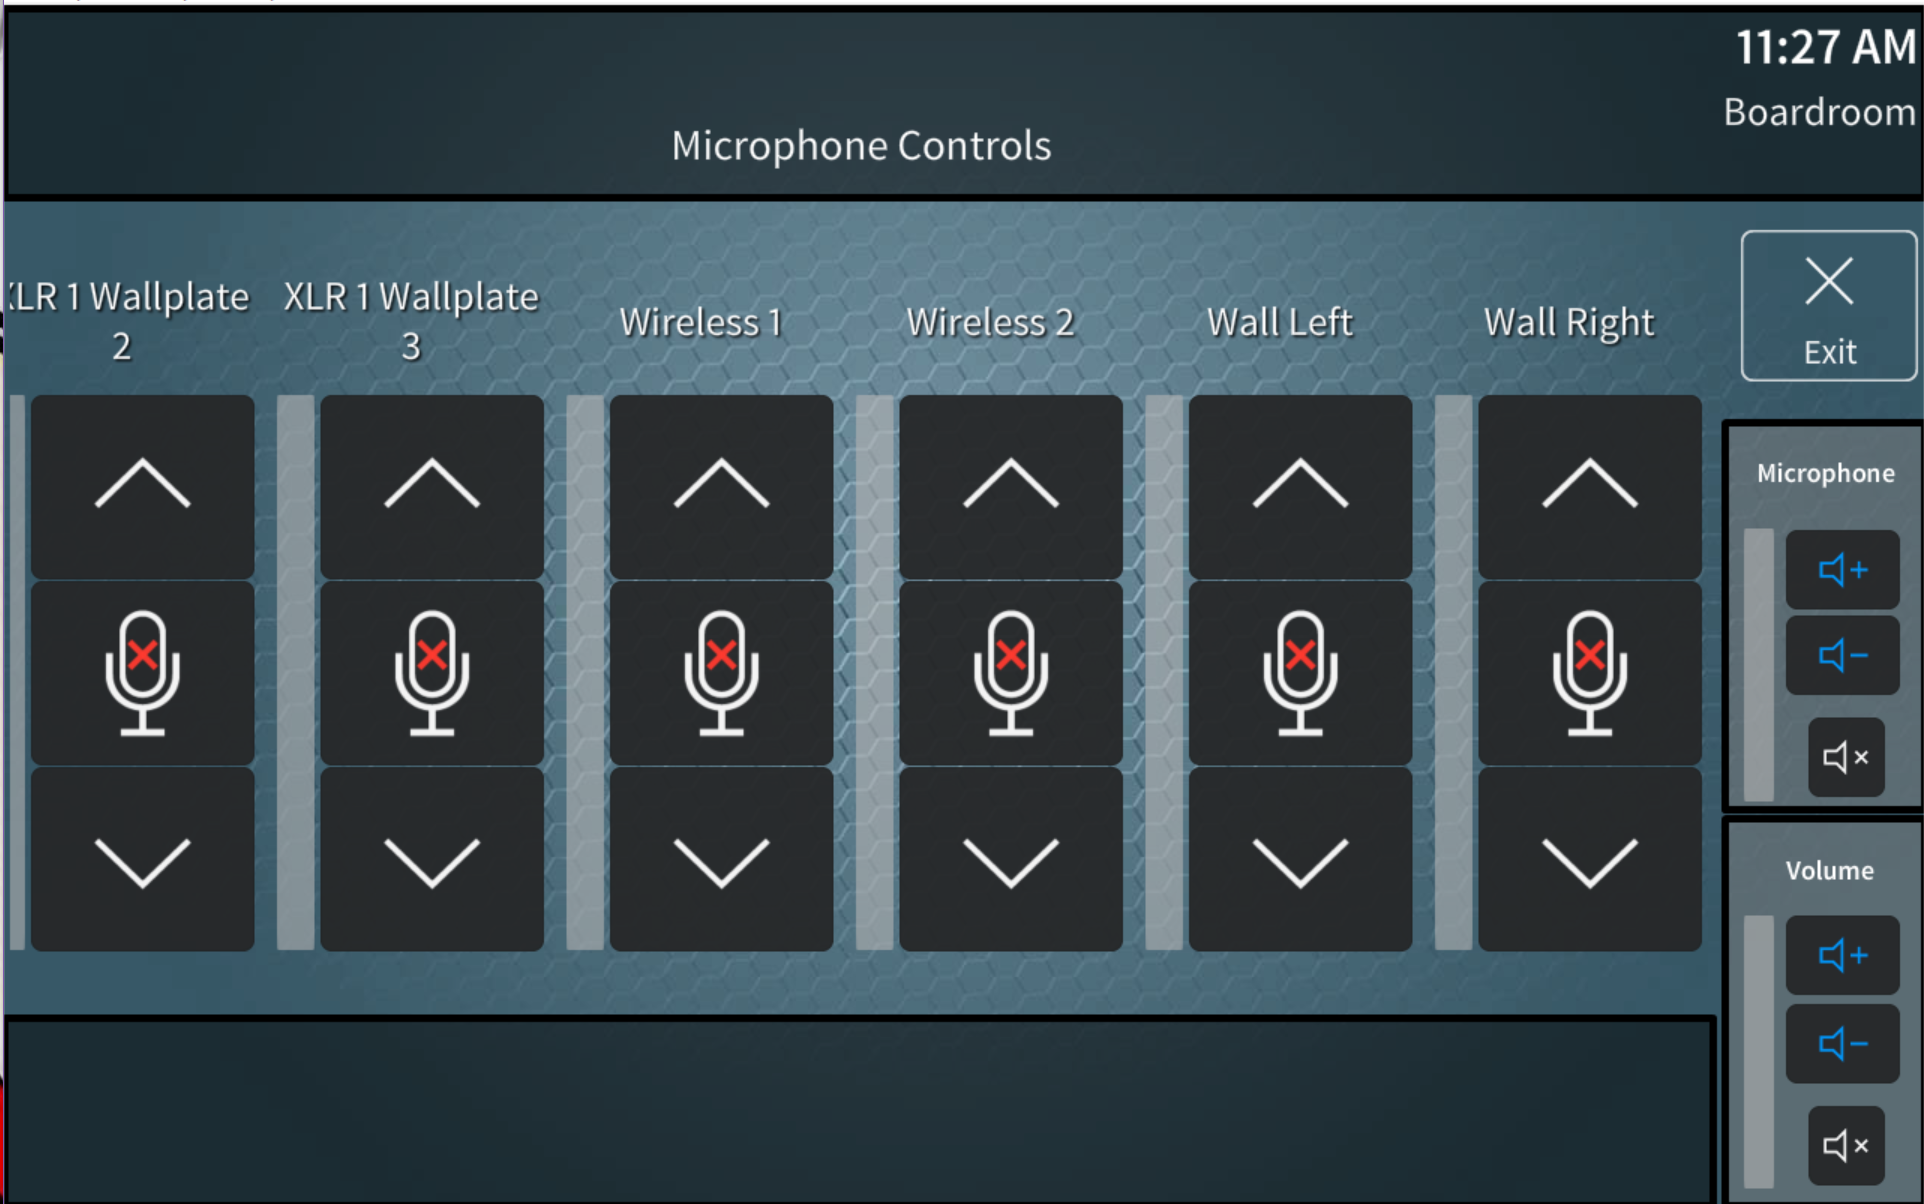 11:27 AM
Boardroom
Microphone Controls
XLR 1 Wallplate
2
XLR 1 Wallplate
3
Wireless 1
Wireless 2
Wall Left
Wall Right
Exit
Microphone
Volume